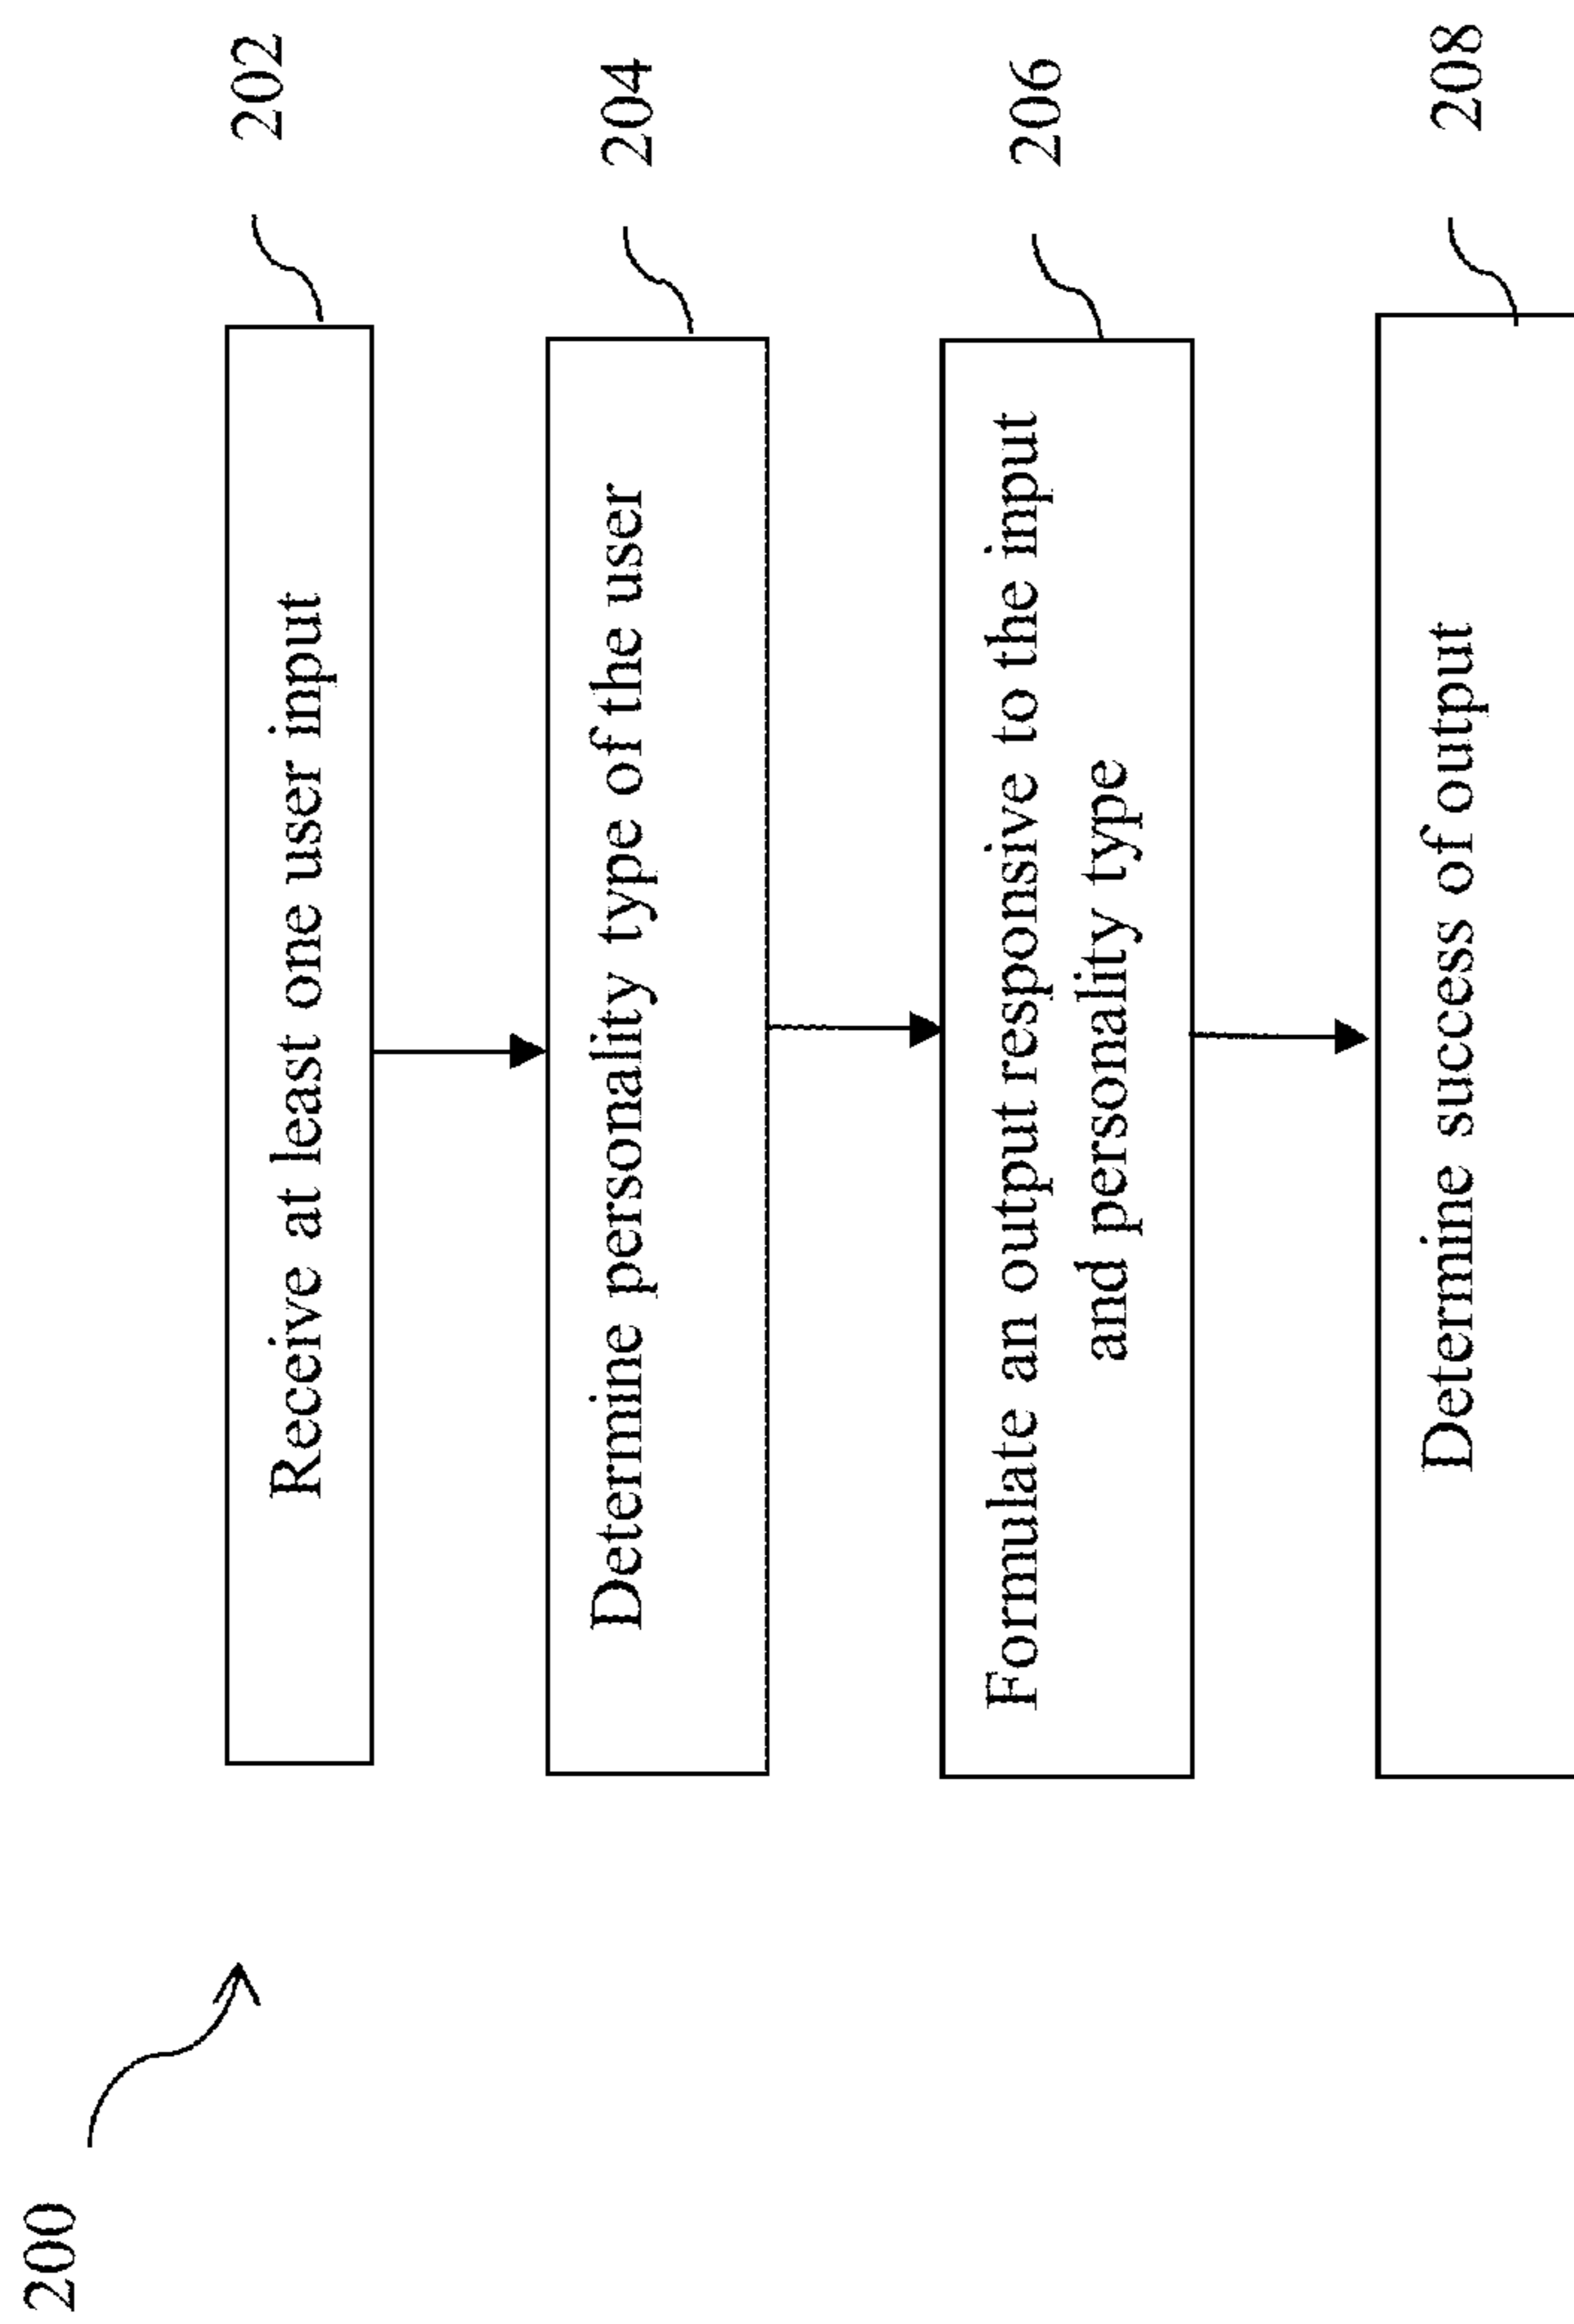 200
Receive at least one user input
202
Determine personality type of the user
204
Formulate an output responsive to the input
and personality type
206
Determine success of output
208